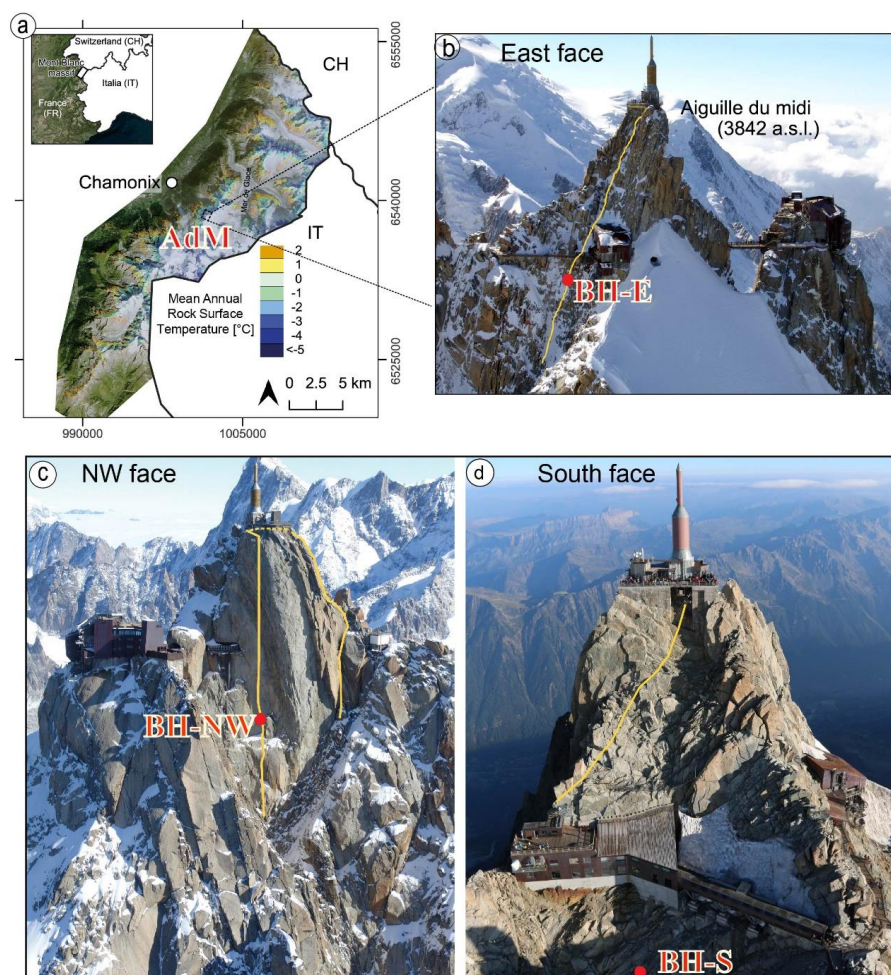 a
Switzerland (CH)
Mont Blanc
massif
Italia (IT)
France
(FR)
CH
Chamonix
Mer de Glace
AdM
IT
2
1
0
-1
-2
-3
-4
<-5
Mean Annual
Rock Surface
Temperature [°C]
0 2.5 5 km
990000
1005000
6555000
6540000
6525000
b
East face
Aiguille du midi
(3842 a.s.l.)
BH-E
c
NW face
BH-NW
d
South face
BH-S